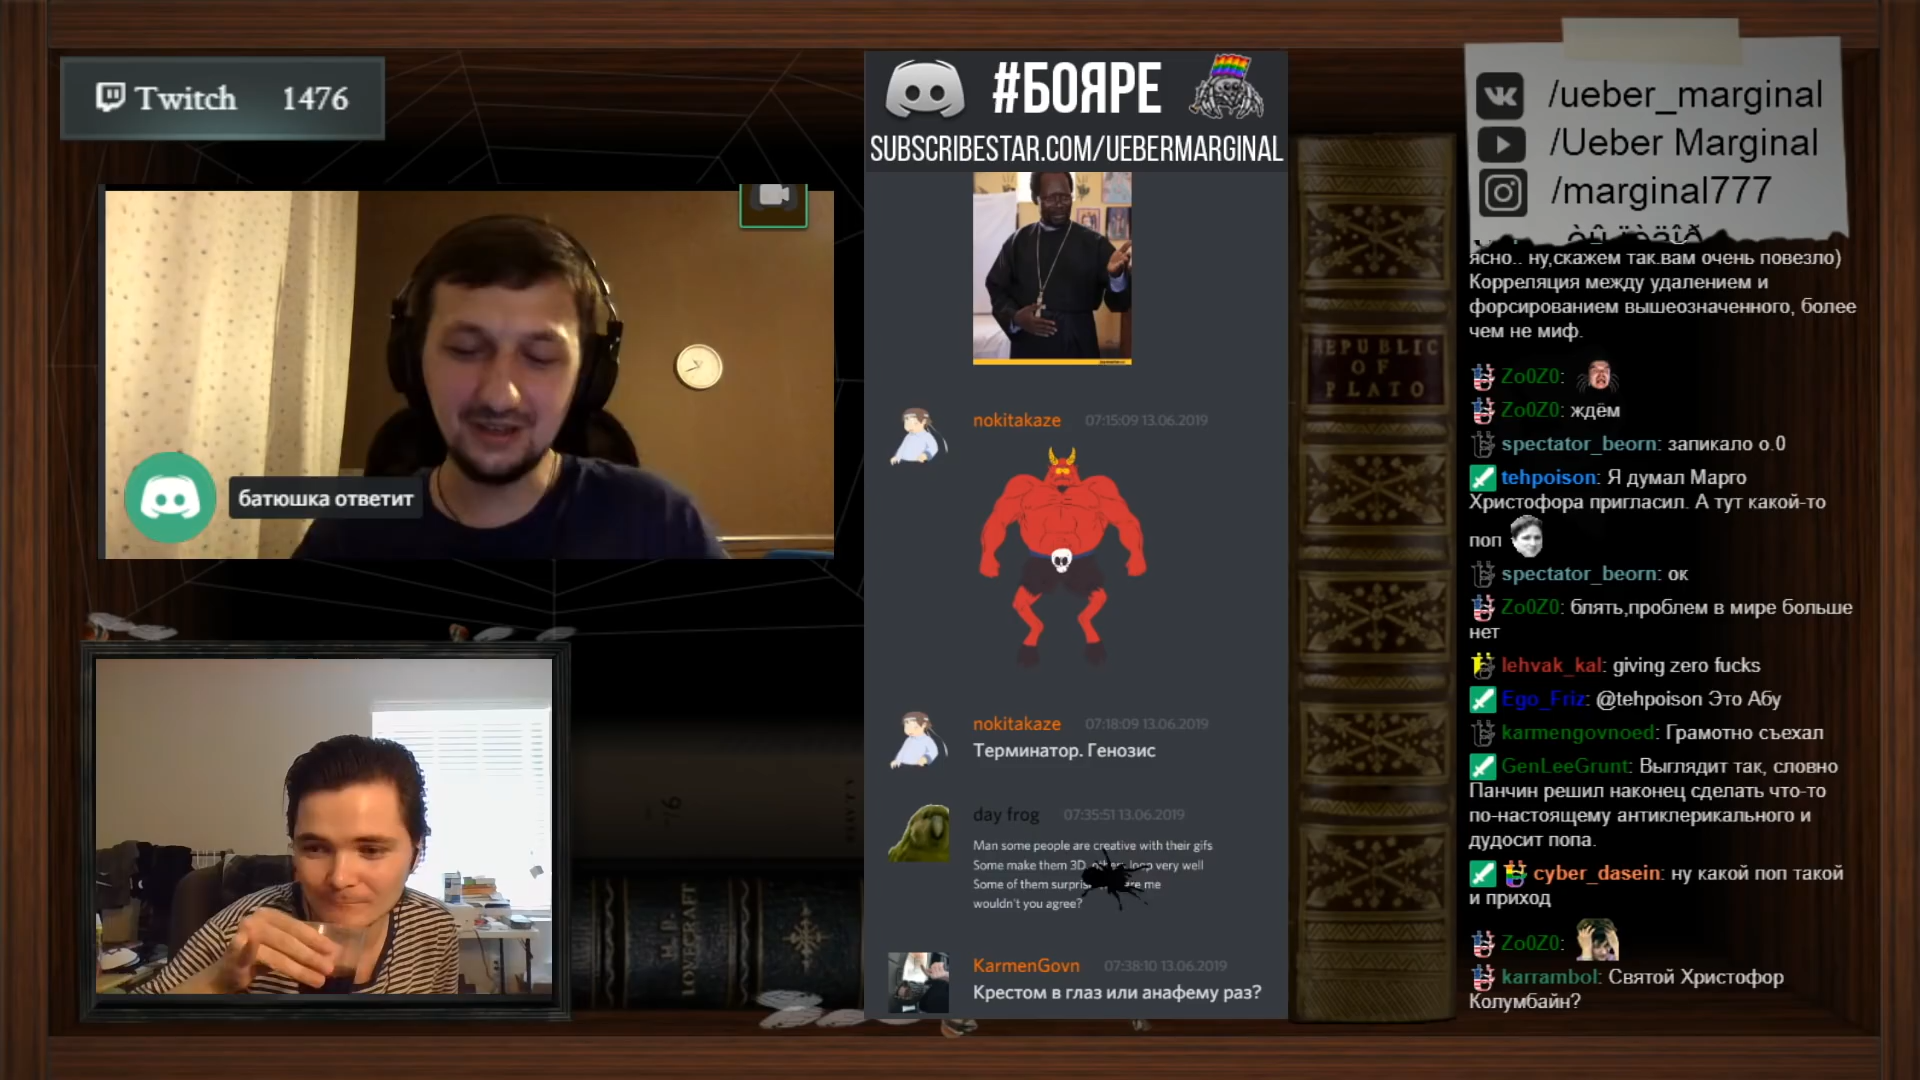 Twitch 1476
батюшка ответит
#БОЯРЕ
SUBSCRIBESTAR.COM/UEBERMARGINAL
nokitakaze 07:15:09 13.06.2019
nokitakaze 07:18:09 13.06.2019
Терминатор. Генозис
day frog 07:35:51 13.06.2019
Man some people are creative with their gifs
Some make them 3D, others loop very well
Some of them surpris are me
wouldn't you agree?
KarmenGovn 07:38:10 13.06.2019
Крестом в глаз или анафему раз?
REPUBLIC
OF
PLATO
H. P.
LOVECRAFT
/ueber_marginal
/Ueber Marginal
/marginal777
ясно.. ну,скажем так.вам очень повезло)
Корреляция между удалением и
форсированием вышеозначенного, более
чем не миф.
Zo0Z0:
Zo0Z0: ждём
spectator_beorn: запикало о.0
tehpoison: Я думал Марго
Христофора пригласил. А тут какой-то
поп
spectator_beorn: ок
Zo0Z0: блять,проблем в мире больше
нет
lehvak_kal: giving zero fucks
Ego_Friz: @tehpoison Это Абу
karmengovnoed: Грамотно съехал
GenLeeGrunt: Выглядит так, словно
Панчин решил наконец сделать что-то
по-настоящему антиклерикального и
дудосит попа.
cyber_dasein: ну какой поп такой
и приход
Zo0Z0:
karrambol: Святой Христофор
Колумбайн?